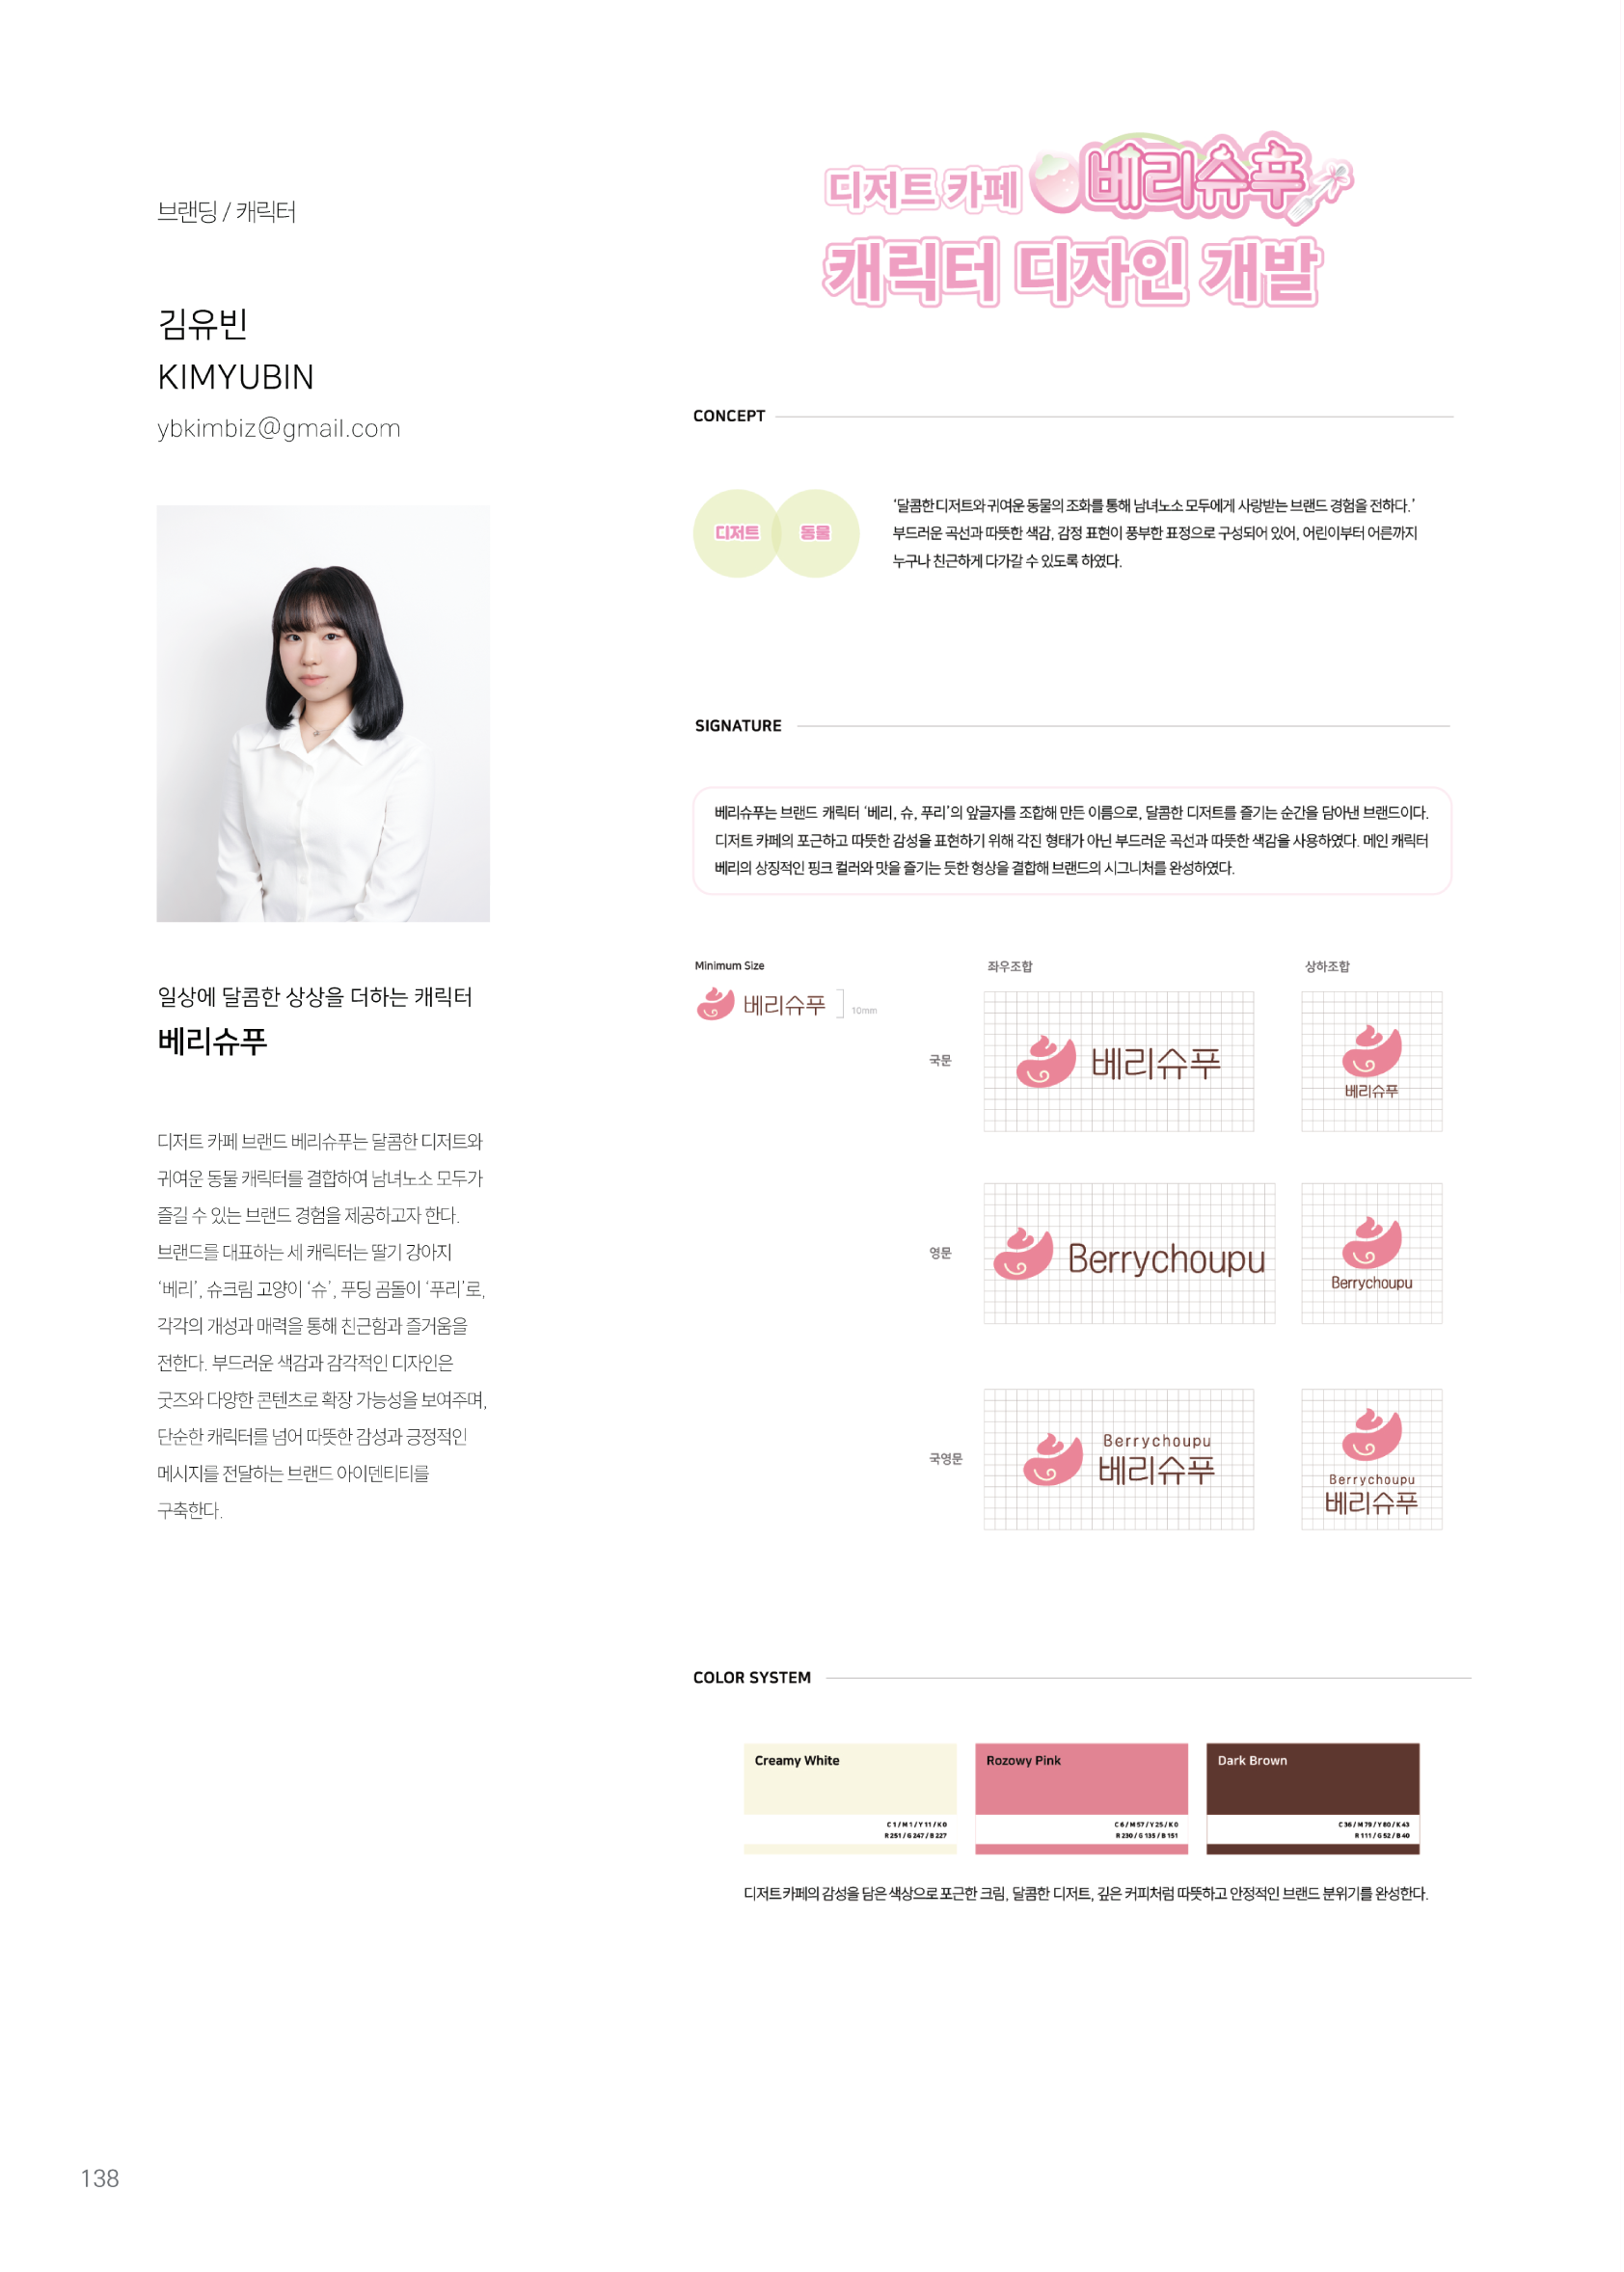 브랜딩 / 캐릭터
김유빈
KIMYUBIN
ybkimbiz@gmail.com
일상에 달콤한 상상을 더하는 캐릭터
베리슈푸
디저트 카페 브랜드 베리슈푸는 달콤한 디저트와
귀여운 동물 캐릭터를 결합하여 남녀노소 모두가
즐길 수 있는 브랜드 경험을 제공하고자 한다.
브랜드를 대표하는 세 캐릭터는 딸기 강아지
‘베리’, 슈크림 고양이 ‘슈’, 푸딩 곰돌이 ‘푸리’로,
각각의 개성과 매력을 통해 친근함과 즐거움을
전한다. 부드러운 색감과 감각적인 디자인은
굿즈와 다양한 콘텐츠로 확장 가능성을 보여주며,
단순한 캐릭터를 넘어 따뜻한 감성과 긍정적인
메시지를 전달하는 브랜드 아이덴티티를
구축한다.
138
디저트 카페 베리슈푸
캐릭터 디자인 개발
CONCEPT
디저트 동물
‘달콤한 디저트와 귀여운 동물의 조화를 통해 남녀노소 모두에게 사랑받는 브랜드 경험을 전하다.’
부드러운 곡선과 따뜻한 색감, 감정 표현이 풍부한 표정으로 구성되어 있어, 어린이부터 어른까지
누구나 친근하게 다가갈 수 있도록 하였다.
SIGNATURE
베리슈푸는 브랜드 캐릭터 ‘베리, 슈, 푸리’의 앞글자를 조합해 만든 이름으로, 달콤한 디저트를 즐기는 순간을 담아낸 브랜드이다.
디저트 카페의 포근하고 따뜻한 감성을 표현하기 위해 각진 형태가 아닌 부드러운 곡선과 따뜻한 색감을 사용하였다. 메인 캐릭터
베리의 상징적인 핑크 컬러와 맛을 즐기는 듯한 형상을 결합해 브랜드의 시그니처를 완성하였다.
Minimum Size
베리슈푸
10mm
좌우조합
상하조합
국문
베리슈푸
베리슈푸
영문
Berrychoupu
Berrychoupu
국영문
Berrychoupu
베리슈푸
Berrychoupu
베리슈푸
COLOR SYSTEM
Creamy White
C 1 / M 1 / Y 11 / K 0
R 251 / G 247 / B 227
Rozowy Pink
C 6 / M 57 / Y 25 / K 0
R 230 / G 135 / B 151
Dark Brown
C 36 / M 79 / Y 80 / K 43
R 111 / G 52 / B 40
디저트 카페의 감성을 담은 색상으로 포근한 크림, 달콤한 디저트, 깊은 커피처럼 따뜻하고 안정적인 브랜드 분위기를 완성한다.